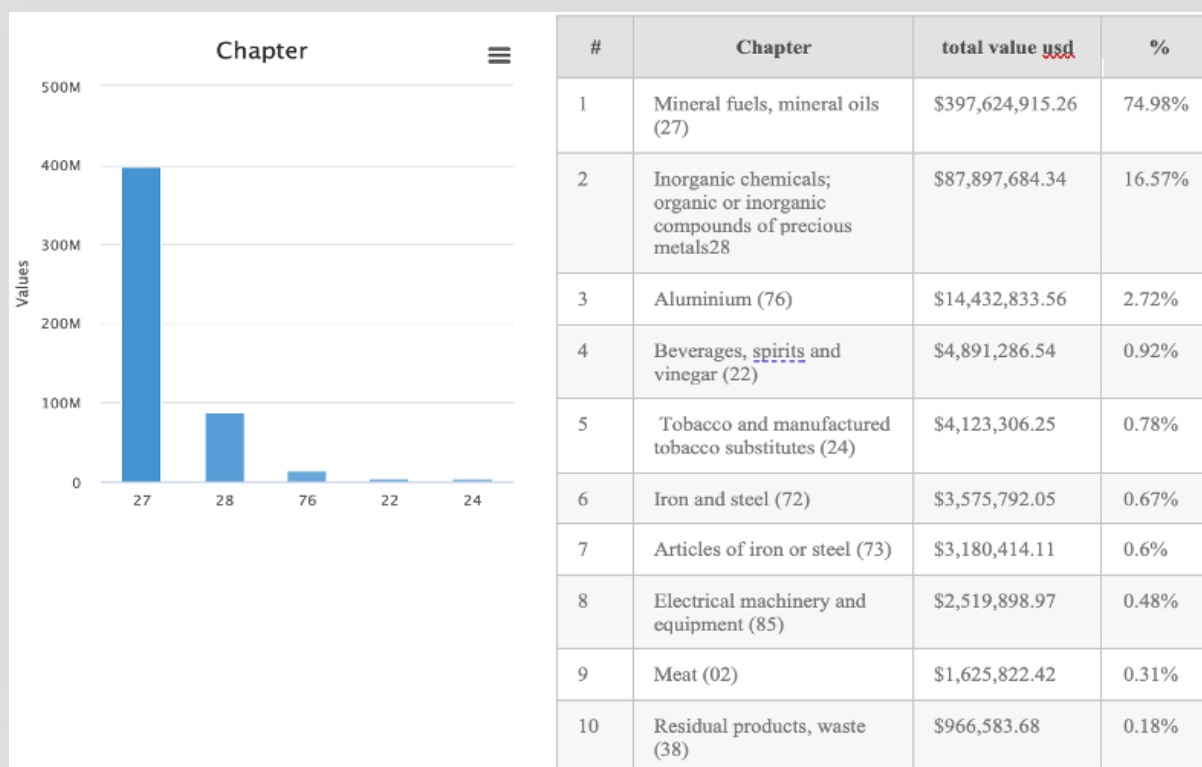 Chapter
500M
400M
300M
200M
100M
0
Values
27 28 76 22 24
# Chapter total value usd %
1 Mineral fuels, mineral oils $397,624,915.26 74.98%
(27)
2 Inorganic chemicals; $87,897,684.34 16.57%
organic or inorganic
compounds of precious
metals28
3 Aluminium (76) $14,432,833.56 2.72%
4 Beverages, spirits and $4,891,286.54 0.92%
vinegar (22)
5 Tobacco and manufactured $4,123,306.25 0.78%
tobacco substitutes (24)
6 Iron and steel (72) $3,575,792.05 0.67%
7 Articles of iron or steel (73) $3,180,414.11 0.6%
8 Electrical machinery and $2,519,898.97 0.48%
equipment (85)
9 Meat (02) $1,625,822.42 0.31%
10 Residual products, waste $966,583.68 0.18%
(38)